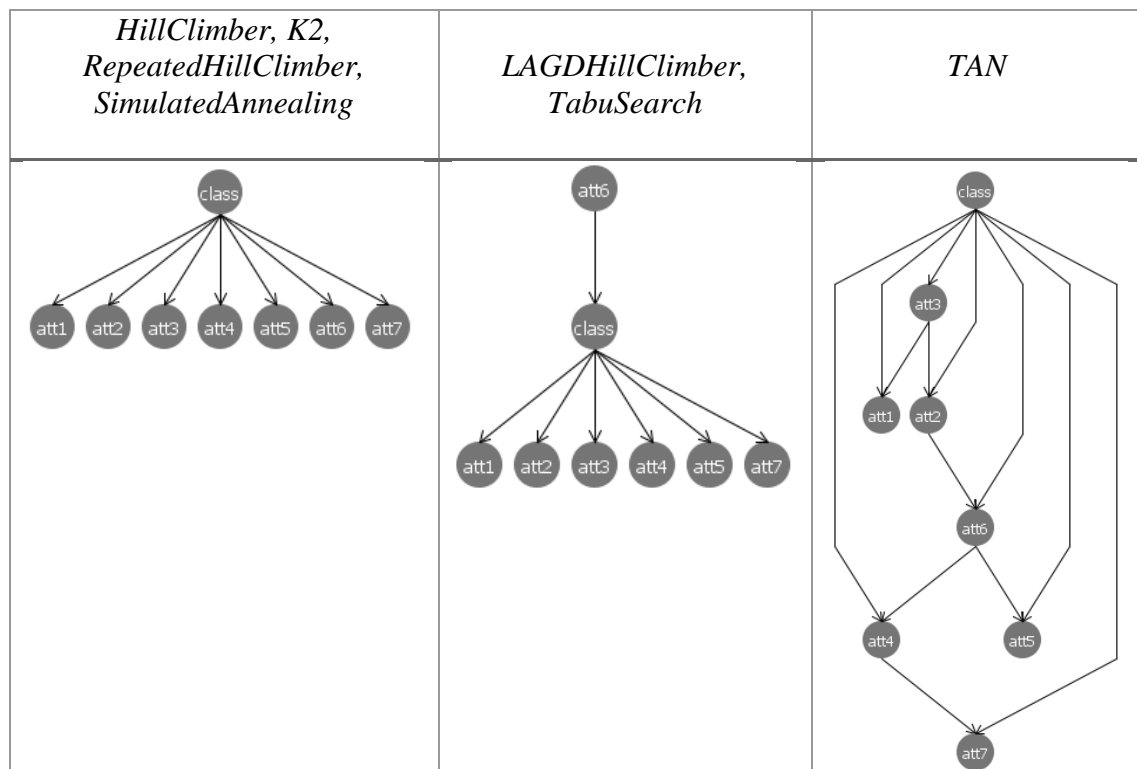 HillClimber, K2,
RepeatedHillClimber,
SimulatedAnnealing
LAGDHillClimber,
TabuSearch
TAN
class
att1 att2 att3 att4 att5 att6 att7
att6
class
att1 att2 att3 att4 att5 att7
class
att3
att1 att2
att6
att4 att5
att7